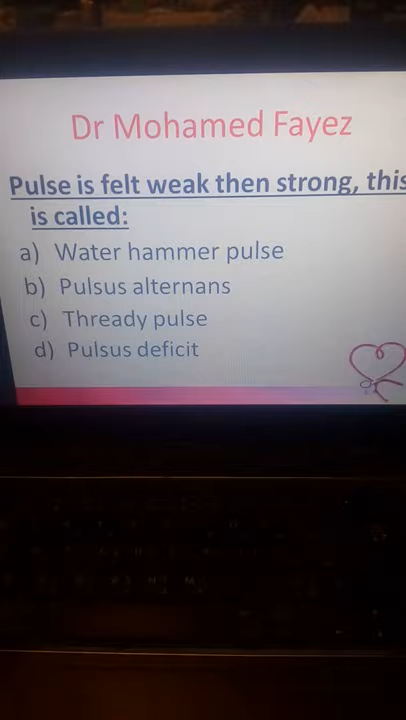 Dr Mohamed Fayez
Pulse is felt weak then strong, this
is called:
a) Water hammer pulse
b) Pulsus alternans
c) Thready pulse
d) Pulsus deficit